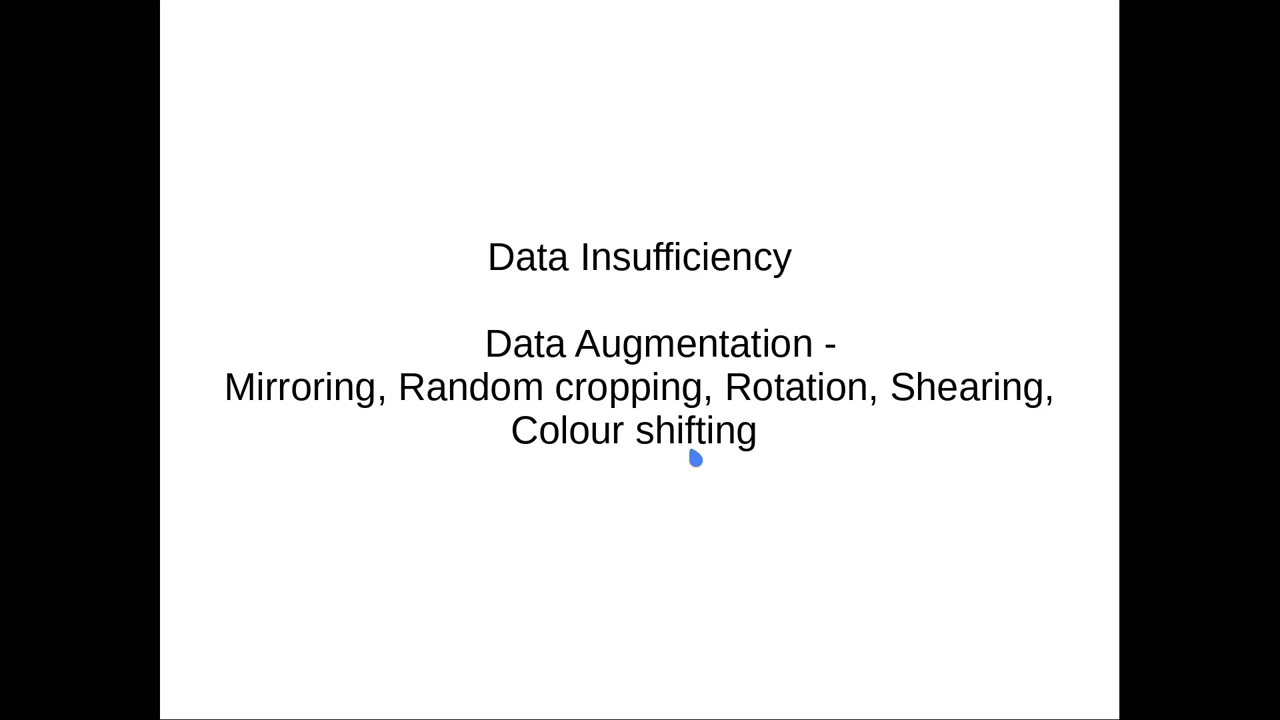 Data Insufficiency
Data Augmentation -
Mirroring, Random cropping, Rotation, Shearing,
Colour shifting